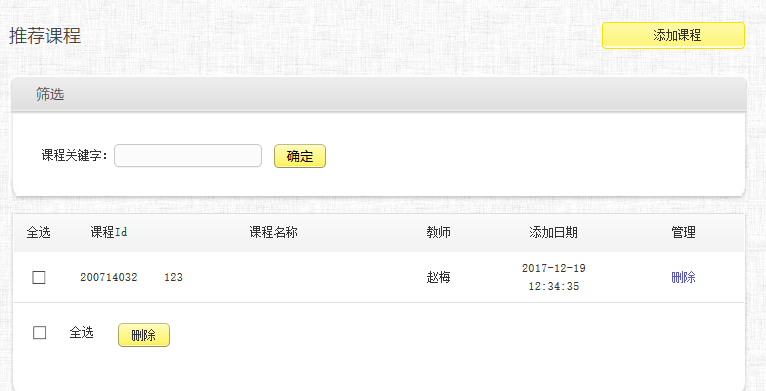 推荐课程
添加课程
筛选
课程关键字：
确定
全选 课程Id 课程名称 教师 添加日期 管理
200714032 123 赵梅 2017-12-19 12:34:35 删除
全选 删除